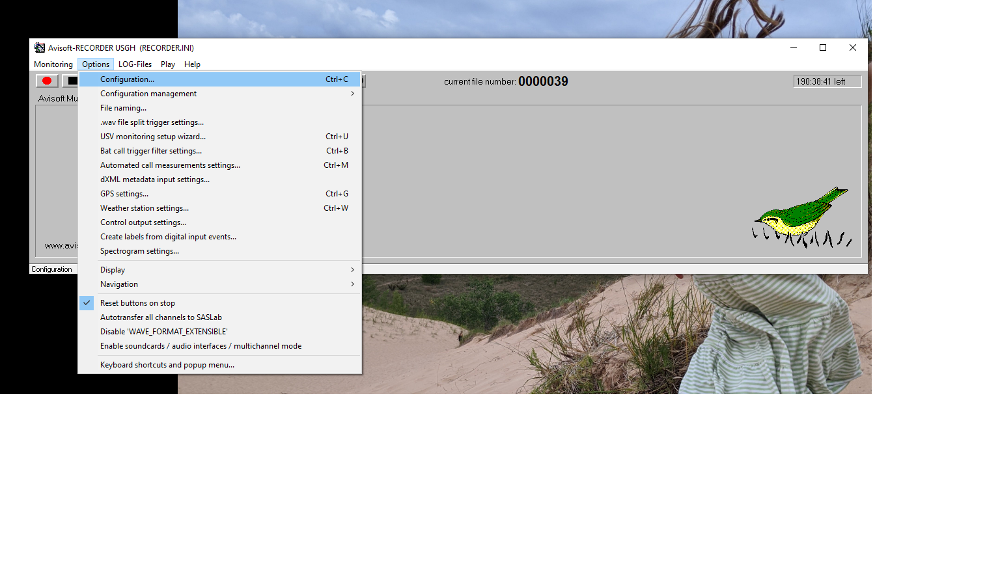 Avisoft-RECORDER USGH (RECORDER.INI)
Monitoring Options LOG-Files Play Help
current file number: 0000039
190:38:41 left
Avisoft
www.
Configuration
Configuration... Ctrl+C
Configuration management
File naming...
.wav file split trigger settings...
USV monitoring setup wizard... Ctrl+U
Bat call trigger filter settings... Ctrl+B
Automated call measurements settings... Ctrl+M
dXML metadata input settings...
GPS settings... Ctrl+G
Weather station settings... Ctrl+W
Control output settings...
Create labels from digital input events...
Spectrogram settings...
Display
Navigation
Reset buttons on stop
Autotransfer all channels to SASLab
Disable 'WAVE_FORMAT_EXTENSIBLE'
Enable soundcards / audio interfaces / multichannel mode
Keyboard shortcuts and popup menu...